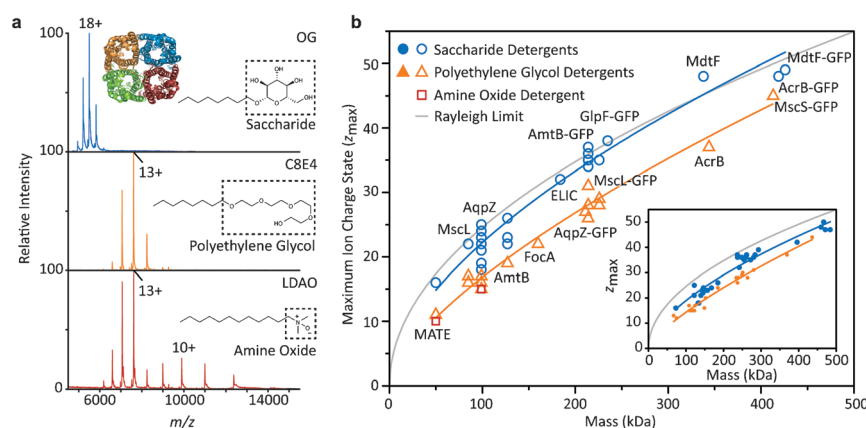 a
18+
OG
100
Saccharide
100
C8E4
13+
HO
O
Polyethylene Glycol
100
LDAO
13+
10+
Amine Oxide
0
6000
10000
14000
m/z
Relative Intensity
b
Saccharide Detergents
Polyethylene Glycol Detergents
Amine Oxide Detergent
Rayleigh Limit
MdtF
MdtF-GFP
AcrB-GFP
MscS-GFP
GlpF-GFP
AmtB-GFP
AcrB
ELIC
MscL-GFP
AqpZ
MscL
AqpZ-GFP
FocA
AmtB
MATE
Maximum Ion Charge State (zmax)
0
10
20
30
40
50
0
100
200
300
400
500
Mass (kDa)
zmax
50
40
30
20
10
0
0
100
200
300
400
500
Mass (kDa)